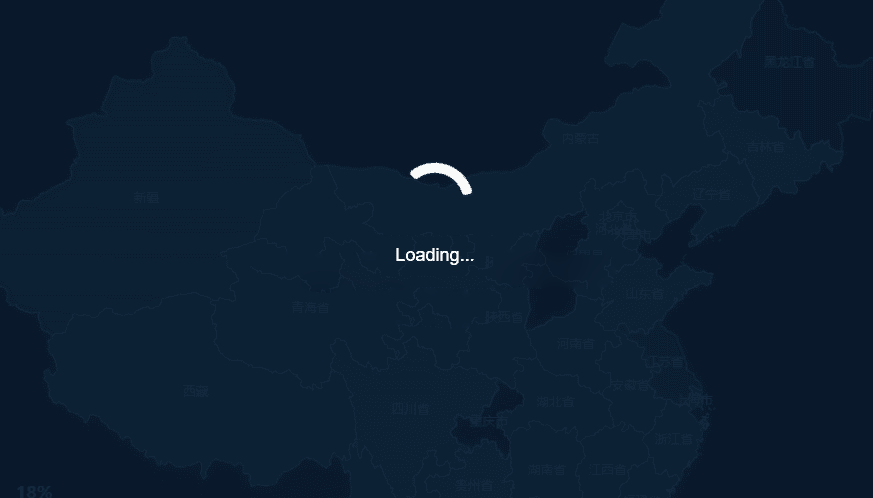 黑龙江省
内蒙古
吉林省
辽宁省
新疆
北京市
Loading...
山东省
青海省
陕西省
河南省
江苏省
安徽省
西藏
上海市
湖北省
四川省
重庆市
浙江省
湖南省
江西省
贵州省
18%